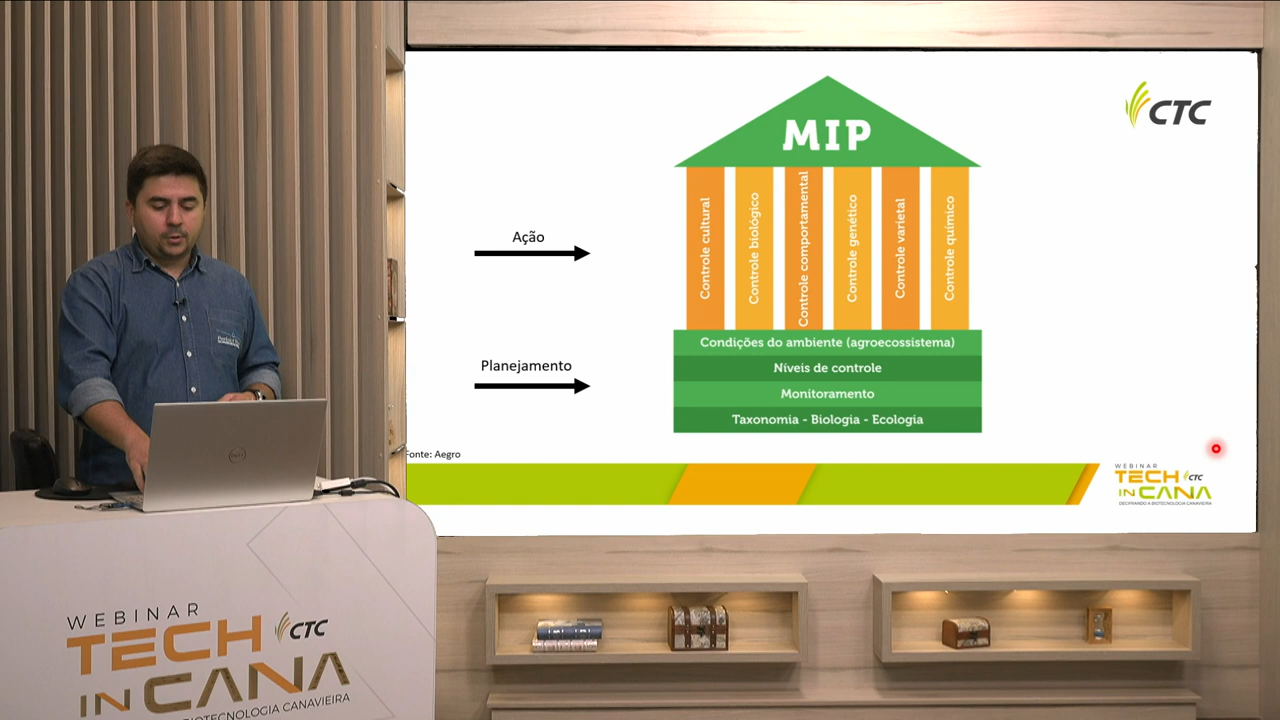 MIP
CTC
Controle cultural
Controle biológico
Controle comportamental
Controle genético
Controle varietal
Controle químico
Ação
Planejamento
Condições do ambiente (agroecossistema)
Níveis de controle
Monitoramento
Taxonomia - Biologia - Ecologia
Fonte: Aegro
WEBINAR
TECH CTC
IN CANA
DECIFRANDO A BIOTECNOLOGIA CANAVIEIRA
DELL
WEBINAR
TECH CTC
IN CANA
BIOTECNOLOGIA CANAVIEIRA